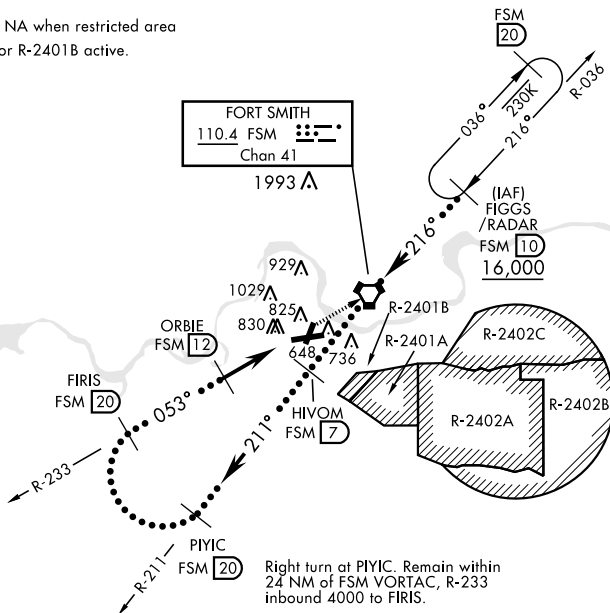 NA when restricted area
or R-2401B active.
FSM
20
R-036
036°
230K
216°
FORT SMITH
110.4 FSM
Chan 41
1993
(IAF)
FIGGS
/RADAR
FSM 10
16,000
216°
929
1029
825
830
648
736
R-2401B
R-2401A
R-2402C
R-2402A
R-2402B
ORBIE
FSM 12
FIRIS
FSM 20
053°
HIVOM
FSM 7
211°
R-233
PIYIC
FSM 20
R-211
Right turn at PIYIC. Remain within
24 NM of FSM VORTAC, R-233
inbound 4000 to FIRIS.